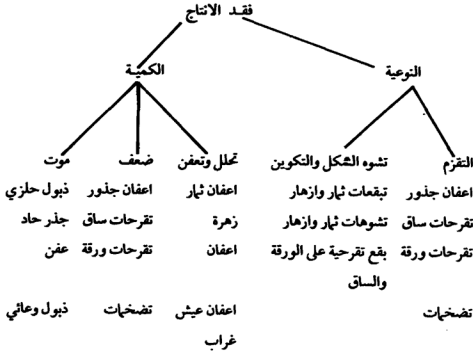 فقد الانتاج
النوعية الكمية
التقزم تشوه الشكل والتكوين تحلل وتعفن ضعف موت
اعفان جذور تبقعات ثمار وازهار اعفان ثمار اعفان جذور ذبول حلزي
تقرحات ساق تشوهات ثمار وازهار زهرة تقرحات ساق جذر حاد
تقرحات ورقة بقع تقرحية على الورقة اعفان تقرحات ورقة عفن
والساق
تضخمات اعفان عيش تضخمات ذبول وعائي
غراب